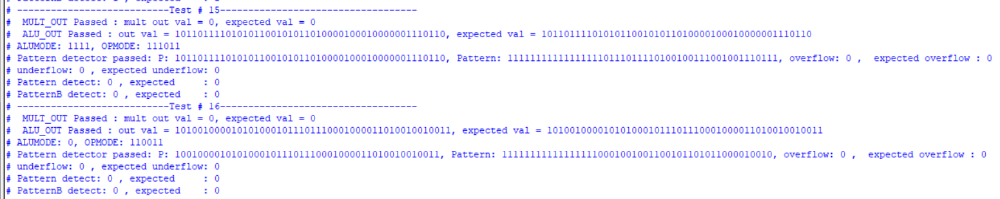 # ---------------------------Test # 15-----------------------------------
#  MULT_OUT Passed : mult out val = 0, expected val = 0
#  ALU_OUT Passed : out val = 101101111010101100101011010000100010000001110110, expected val = 101101111010101100101011010000100010000001110110
# ALUMODE: 1111, OPMODE: 111011
# Pattern detector passed: P: 101101111010101100101011010000100010000001110110, Pattern: 111111111111111110111011110100100111001001110111, overflow: 0 ,  expected overflow : 0
# underflow: 0 , expected underflow: 0
# Pattern detect: 0 , expected    : 0
# PatternB detect: 0 , expected    : 0
# ---------------------------Test # 16-----------------------------------
#  MULT_OUT Passed : mult out val = 0, expected val = 0
#  ALU_OUT Passed : out val = 1010010000101010001011101110001000011010010010011, expected val = 1010010000101010001011101110001000011010010010011
# ALUMODE: 0, OPMODE: 110011
# Pattern detector passed: P: 10010000101010001011101110001000011010010010011, Pattern: 111111111111111110001001001100101101011000010010, overflow: 0 ,  expected overflow : 0
# underflow: 0 , expected underflow: 0
# Pattern detect: 0 , expected    : 0
# PatternB detect: 0 , expected    : 0